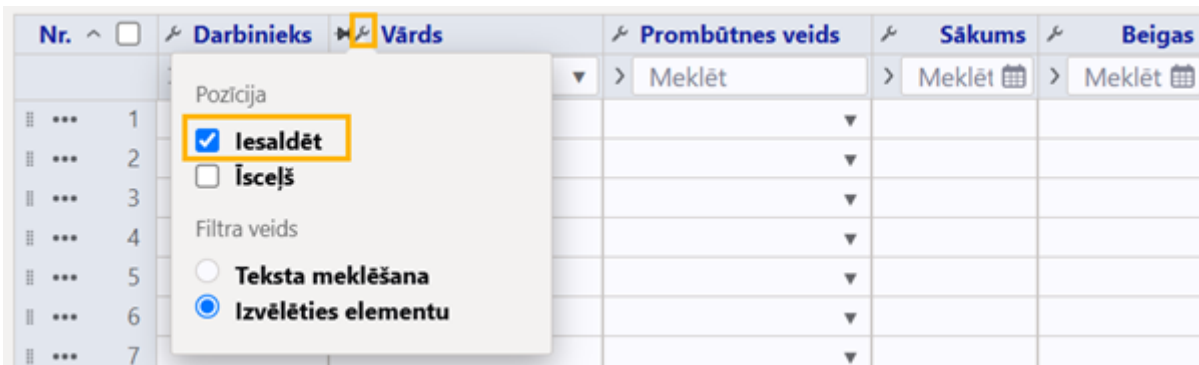 Nr. Darbinieks Vārds Prombūtnes veids Sākums Beigas
Meklēt Meklēt Meklēt
Pozīcija
1
Iesaldēt
2
Īsceļš
3
Filtra veids
4
Teksta meklēšana
5
Izvēlēties elementu
6
7